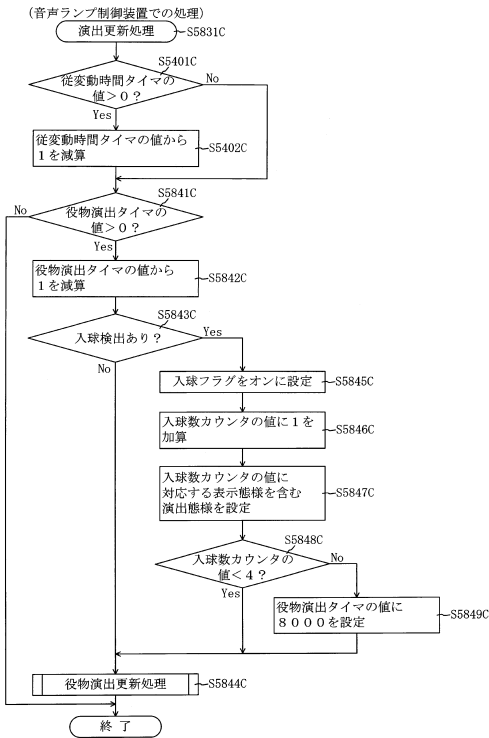 (音声ランプ制御装置での処理)
演出更新処理 S5831C
S5401C
従変動時間タイマの
値>0?
No
Yes
従変動時間タイマの値から
1を減算
S5402C
S5841C
役物演出タイマの
値>0?
No
Yes
役物演出タイマの値から
1を減算
S5842C
S5843C
入球検出あり?
Yes
No
入球フラグをオンに設定 S5845C
入球数カウンタの値に1を
加算
S5846C
入球数カウンタの値に
対応する表示態様を含む
演出態様を設定
S5847C
S5848C
入球数カウンタの
値<4?
No
Yes
役物演出タイマの値に
8000を設定
S5849C
役物演出更新処理 S5844C
終了